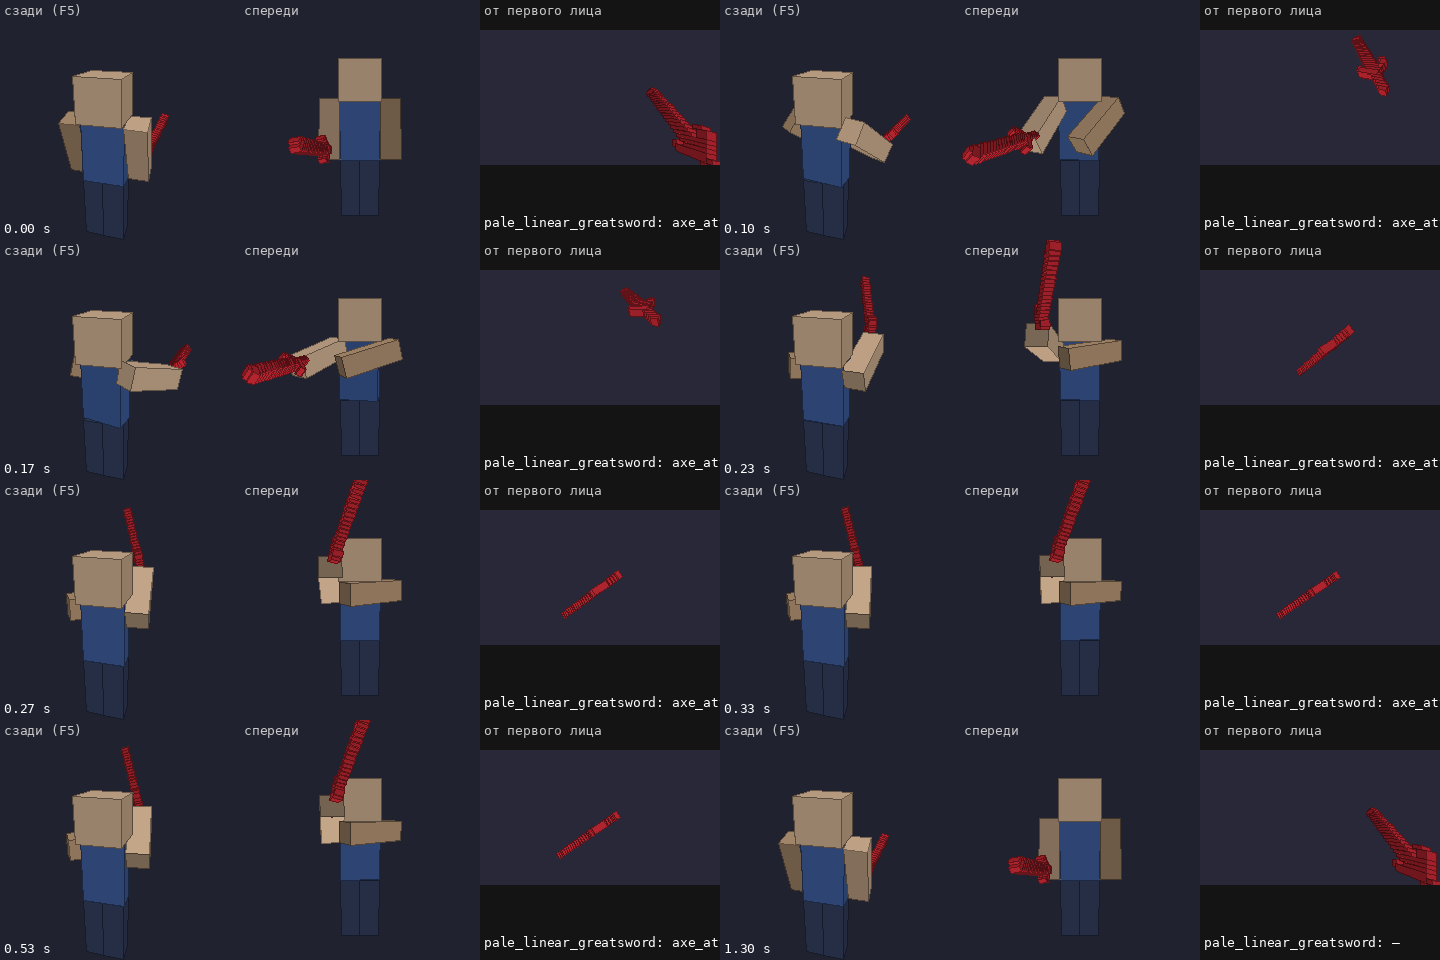 сзади (F5) спереди от первого лица сзади (F5) спереди от первого лица
0.00 s pale_linear_greatsword: axe_at 0.10 s pale_linear_greatsword: axe_at
сзади (F5) спереди от первого лица сзади (F5) спереди от первого лица
0.17 s pale_linear_greatsword: axe_at 0.23 s pale_linear_greatsword: axe_at
сзади (F5) спереди от первого лица сзади (F5) спереди от первого лица
0.27 s pale_linear_greatsword: axe_at 0.33 s pale_linear_greatsword: axe_at
сзади (F5) спереди от первого лица сзади (F5) спереди от первого лица
0.53 s pale_linear_greatsword: axe_at 1.30 s pale_linear_greatsword: —